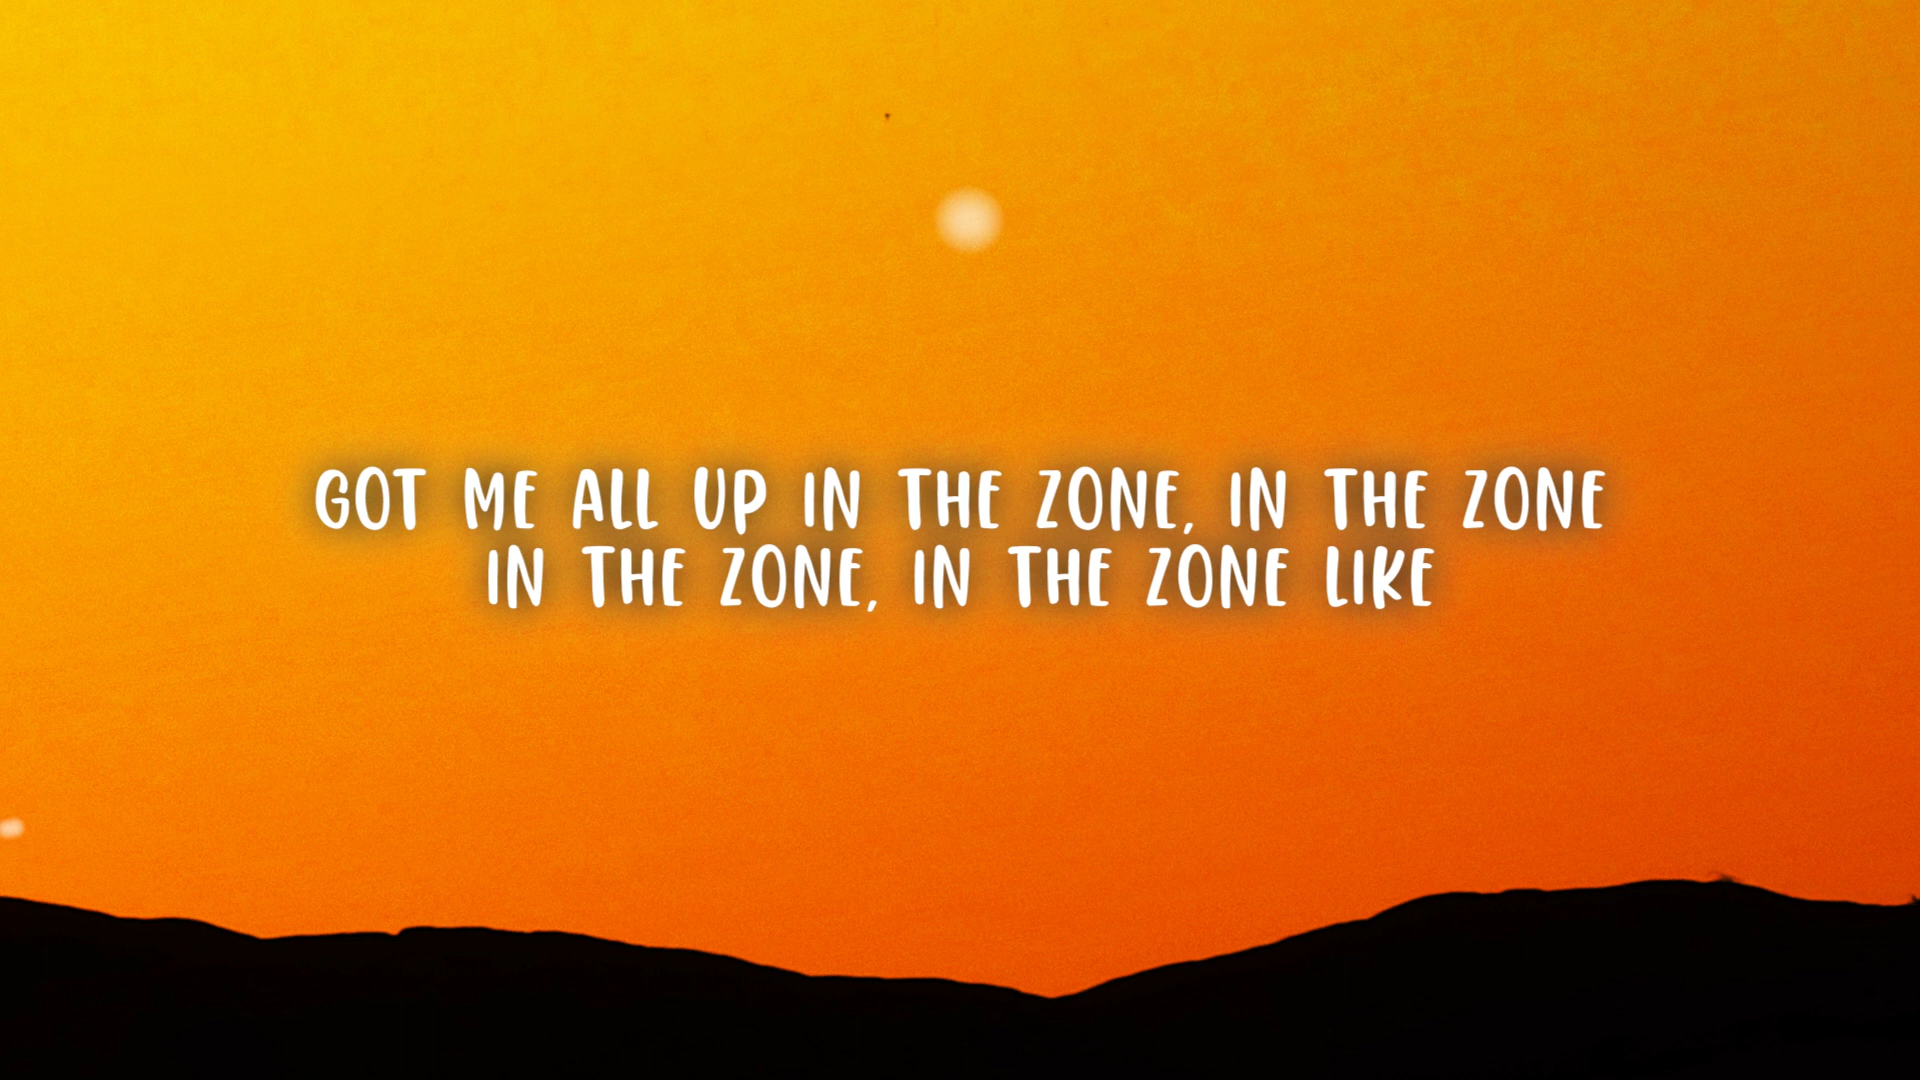 GOT ME ALL UP IN THE ZONE, IN THE ZONE
IN THE ZONE, IN THE ZONE LIKE